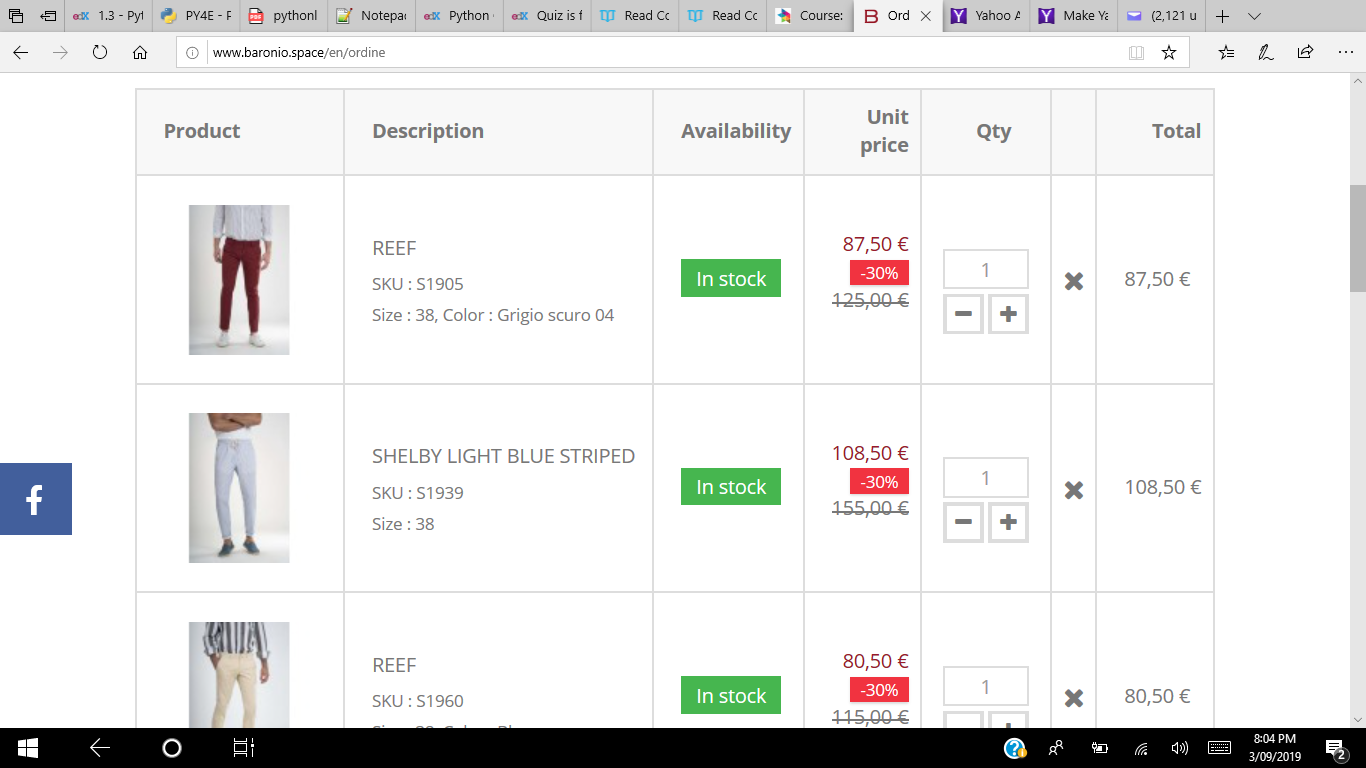 1.3 - Pyt
PY4E - P
pythonl
Notepad
Python
Quiz is f
Read Co
Read Co
Course:
Ord
Yahoo A
Make Ya
(2,121 u
www.baronio.space/en/ordine
Product Description Availability Unit price Qty Total
REEF
SKU : S1905
Size : 38, Color : Grigio scuro 04
In stock
87,50 €
-30%
125,00 €
1
87,50 €
SHELBY LIGHT BLUE STRIPED
SKU : S1939
Size : 38
In stock
108,50 €
-30%
155,00 €
1
108,50 €
REEF
SKU : S1960
In stock
80,50 €
-30%
115,00 €
1
80,50 €
8:04 PM
3/09/2019
2